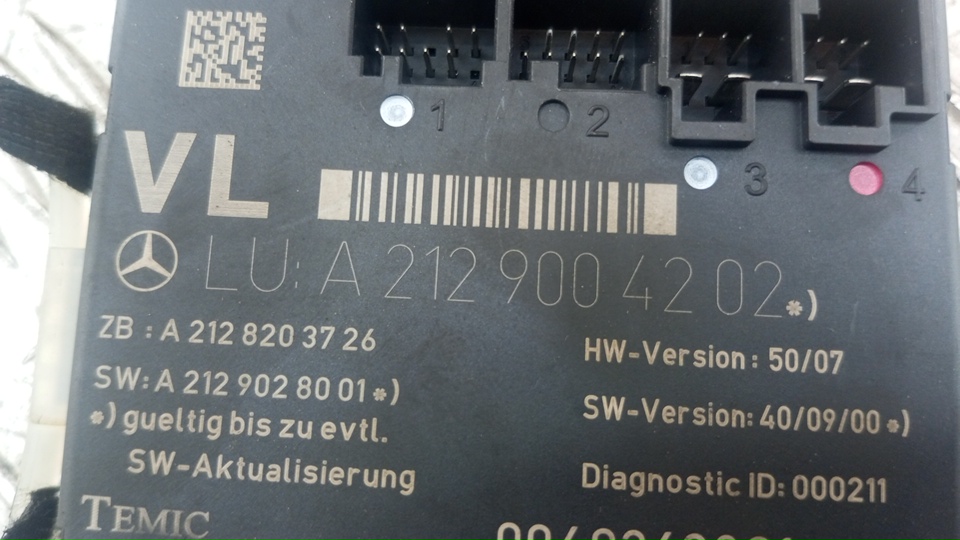 1
2
3
4
VL
LU: A 212 900 42 02*)
ZB : A 212 820 37 26
SW: A 212 902 80 01*)
*) gueltig bis zu evtl.
SW-Aktualisierung
HW-Version : 50/07
SW-Version: 40/09/00*)
Diagnostic ID: 000211
TEMIC